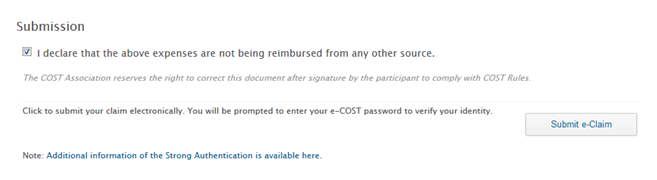 Submission
I declare that the above expenses are not being reimbursed from any other source.
The COST Association reserves the right to correct this document after signature by the participant to comply with COST Rules.
Click to submit your claim electronically. You will be prompted to enter your e-COST password to verify your identity.
Submit e-Claim
Note: Additional information of the Strong Authentication is available here.